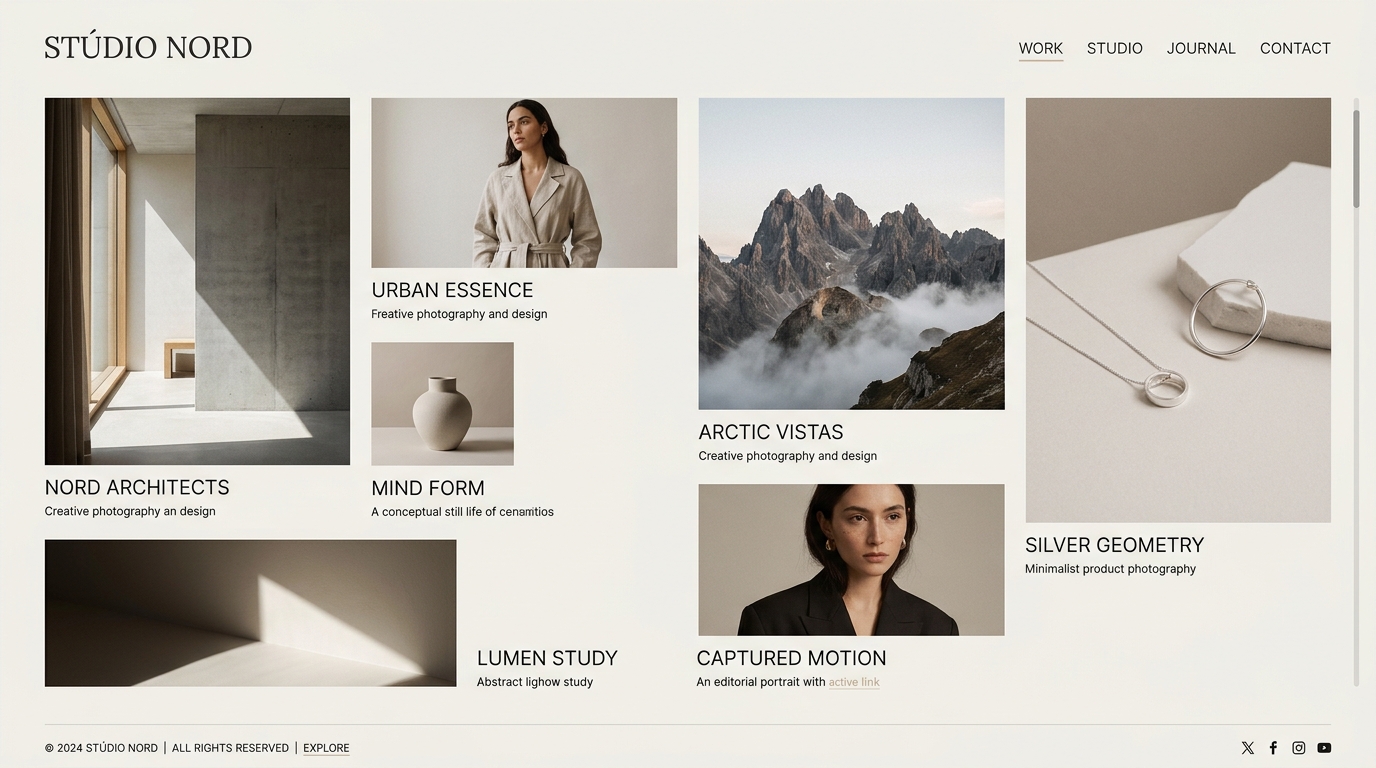 STÚDIO NORD
WORK STUDIO JOURNAL CONTACT
NORD ARCHITECTS
Creative photography an design
URBAN ESSENCE
Freative photography and design
MIND FORM
A conceptual still life of cenamtios
LUMEN STUDY
Abstract lighow study
ARCTIC VISTAS
Creative photography and design
CAPTURED MOTION
An editorial portrait with active link
SILVER GEOMETRY
Minimalist product photography
© 2024 STÚDIO NORD | ALL RIGHTS RESERVED | EXPLORE